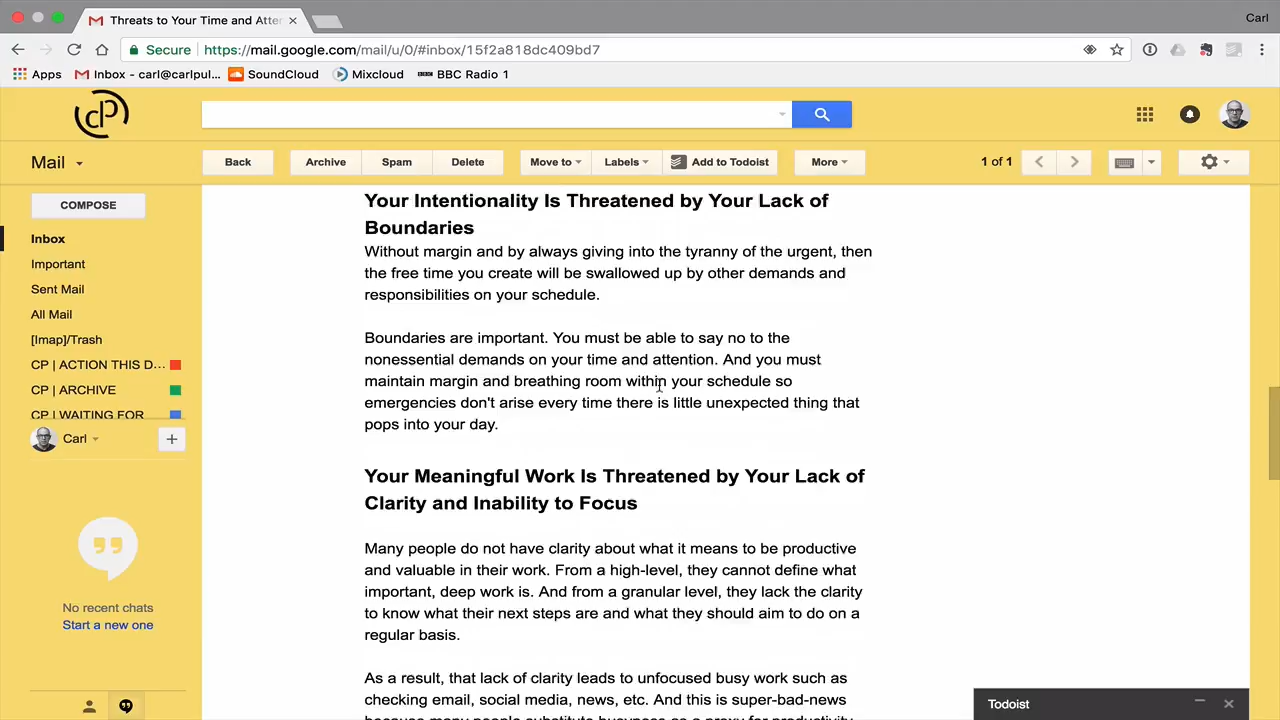 Threats to Your Time and Atten
Carl
Secure
https://mail.google.com/mail/u/0/#inbox/15f2a818dc409bd7
Apps
Inbox - carl@carlpul...
SoundCloud
Mixcloud
BBC Radio 1
cP
Mail
Back
Archive
Spam
Delete
Move to
Labels
Add to Todoist
More
1 of 1
COMPOSE
Inbox
Important
Sent Mail
All Mail
[Imap]/Trash
CP | ACTION THIS D...
CP | ARCHIVE
CP | WAITING FOR
Carl
No recent chats
Start a new one
Your Intentionality Is Threatened by Your Lack of
Boundaries
Without margin and by always giving into the tyranny of the urgent, then
the free time you create will be swallowed up by other demands and
responsibilities on your schedule.
Boundaries are important. You must be able to say no to the
nonessential demands on your time and attention. And you must
maintain margin and breathing room within your schedule so
emergencies don't arise every time there is little unexpected thing that
pops into your day.
Your Meaningful Work Is Threatened by Your Lack of
Clarity and Inability to Focus
Many people do not have clarity about what it means to be productive
and valuable in their work. From a high-level, they cannot define what
important, deep work is. And from a granular level, they lack the clarity
to know what their next steps are and what they should aim to do on a
regular basis.
As a result, that lack of clarity leads to unfocused busy work such as
checking email, social media, news, etc. And this is super-bad-news
because many people substitute busyness as a proxy for productivity
Todoist